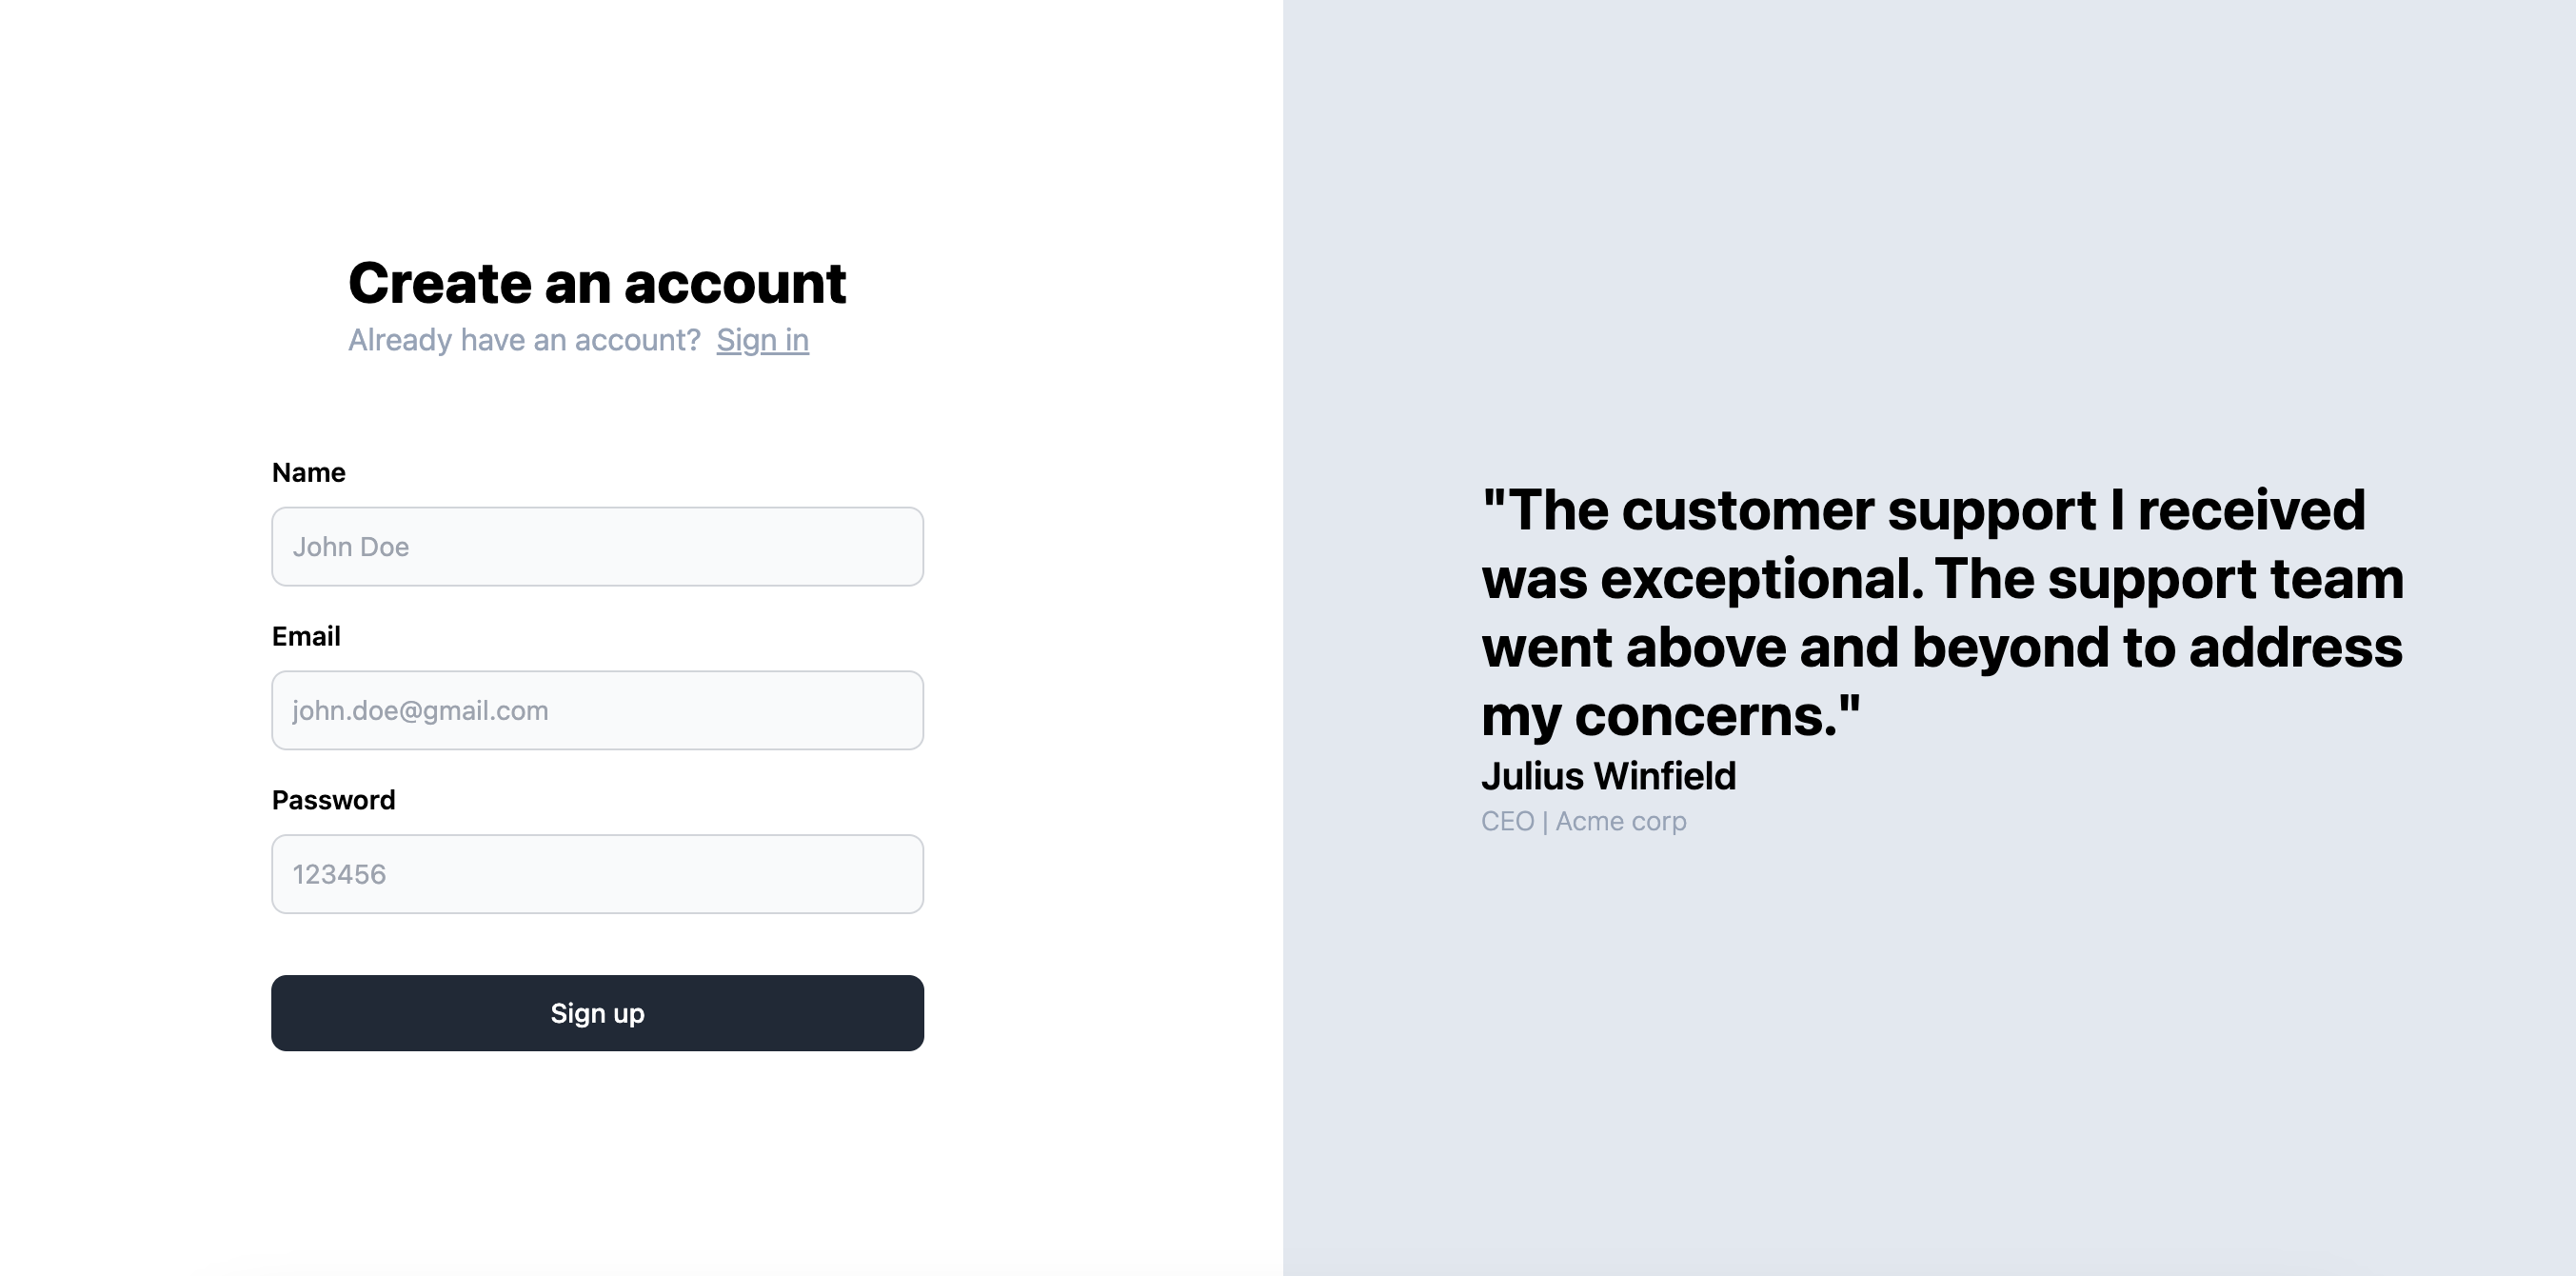 Create an account
Already have an account? Sign in
Name
John Doe
Email
john.doe@gmail.com
Password
123456
Sign up
"The customer support I received
was exceptional. The support team
went above and beyond to address
my concerns."
Julius Winfield
CEO | Acme corp